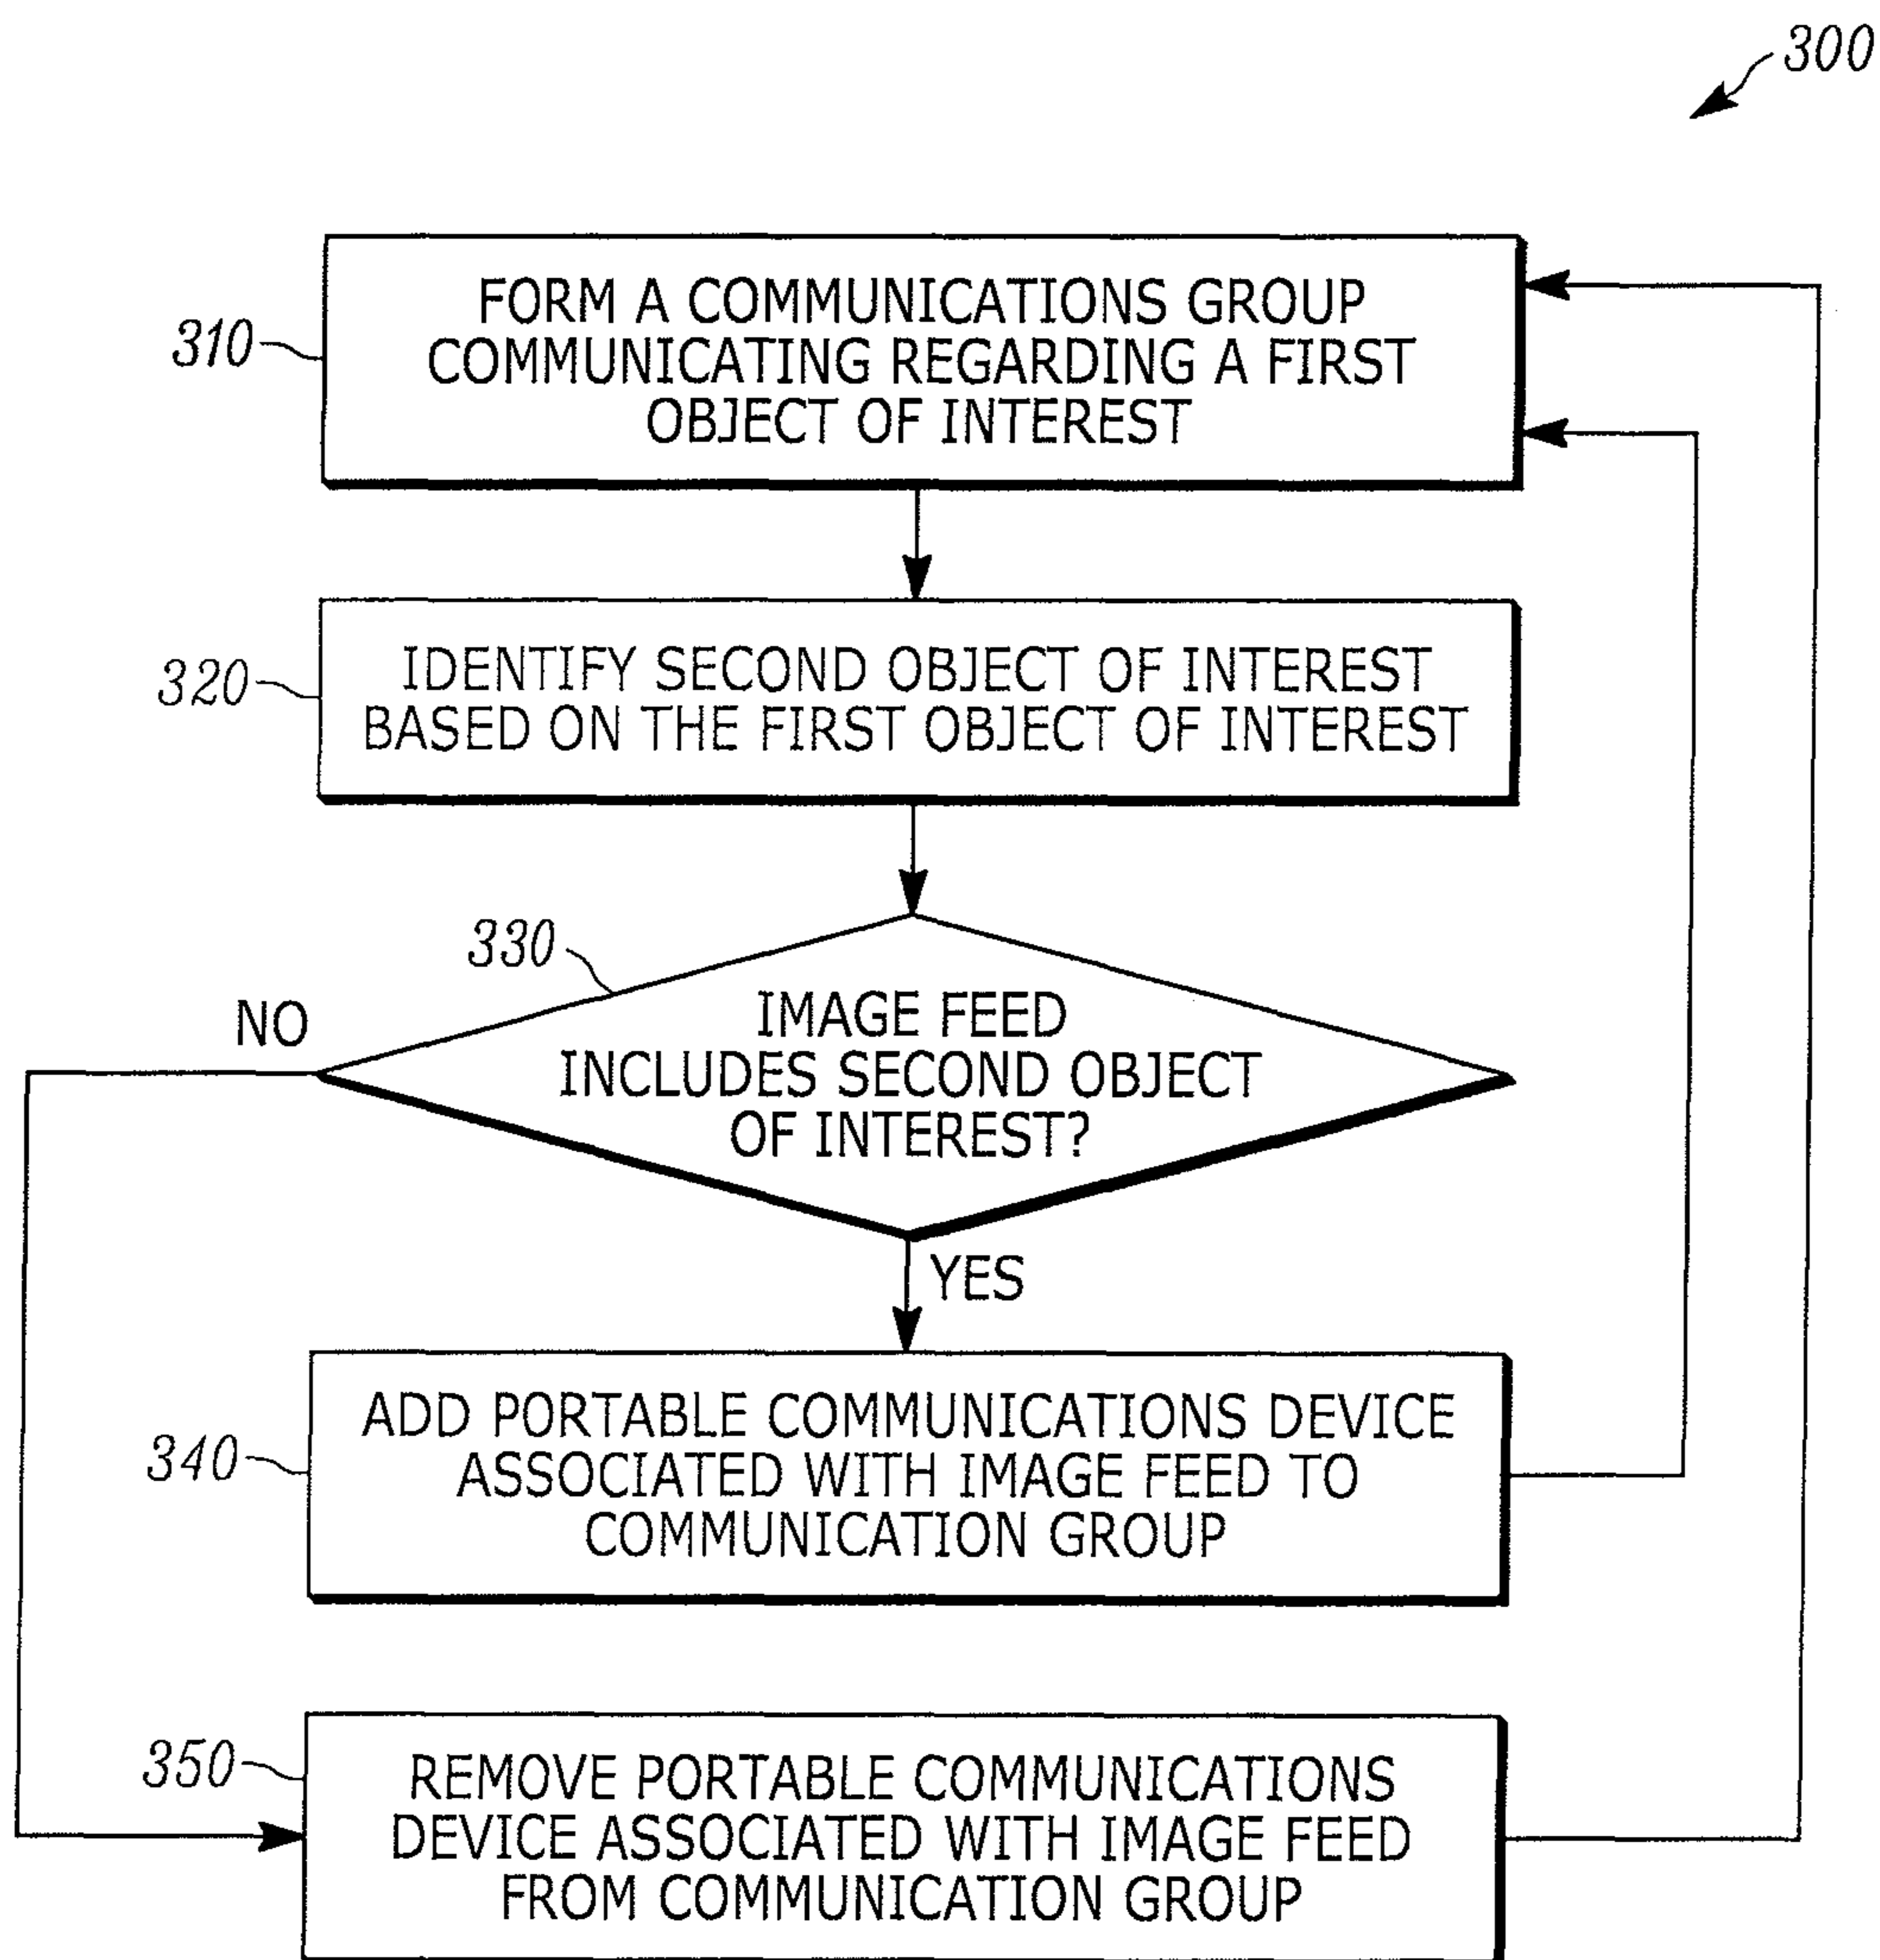 300
310
FORM A COMMUNICATIONS GROUP
COMMUNICATING REGARDING A FIRST
OBJECT OF INTEREST
320
IDENTIFY SECOND OBJECT OF INTEREST
BASED ON THE FIRST OBJECT OF INTEREST
330
NO
IMAGE FEED
INCLUDES SECOND OBJECT
OF INTEREST?
YES
340
ADD PORTABLE COMMUNICATIONS DEVICE
ASSOCIATED WITH IMAGE FEED TO
COMMUNICATION GROUP
350
REMOVE PORTABLE COMMUNICATIONS
DEVICE ASSOCIATED WITH IMAGE FEED
FROM COMMUNICATION GROUP